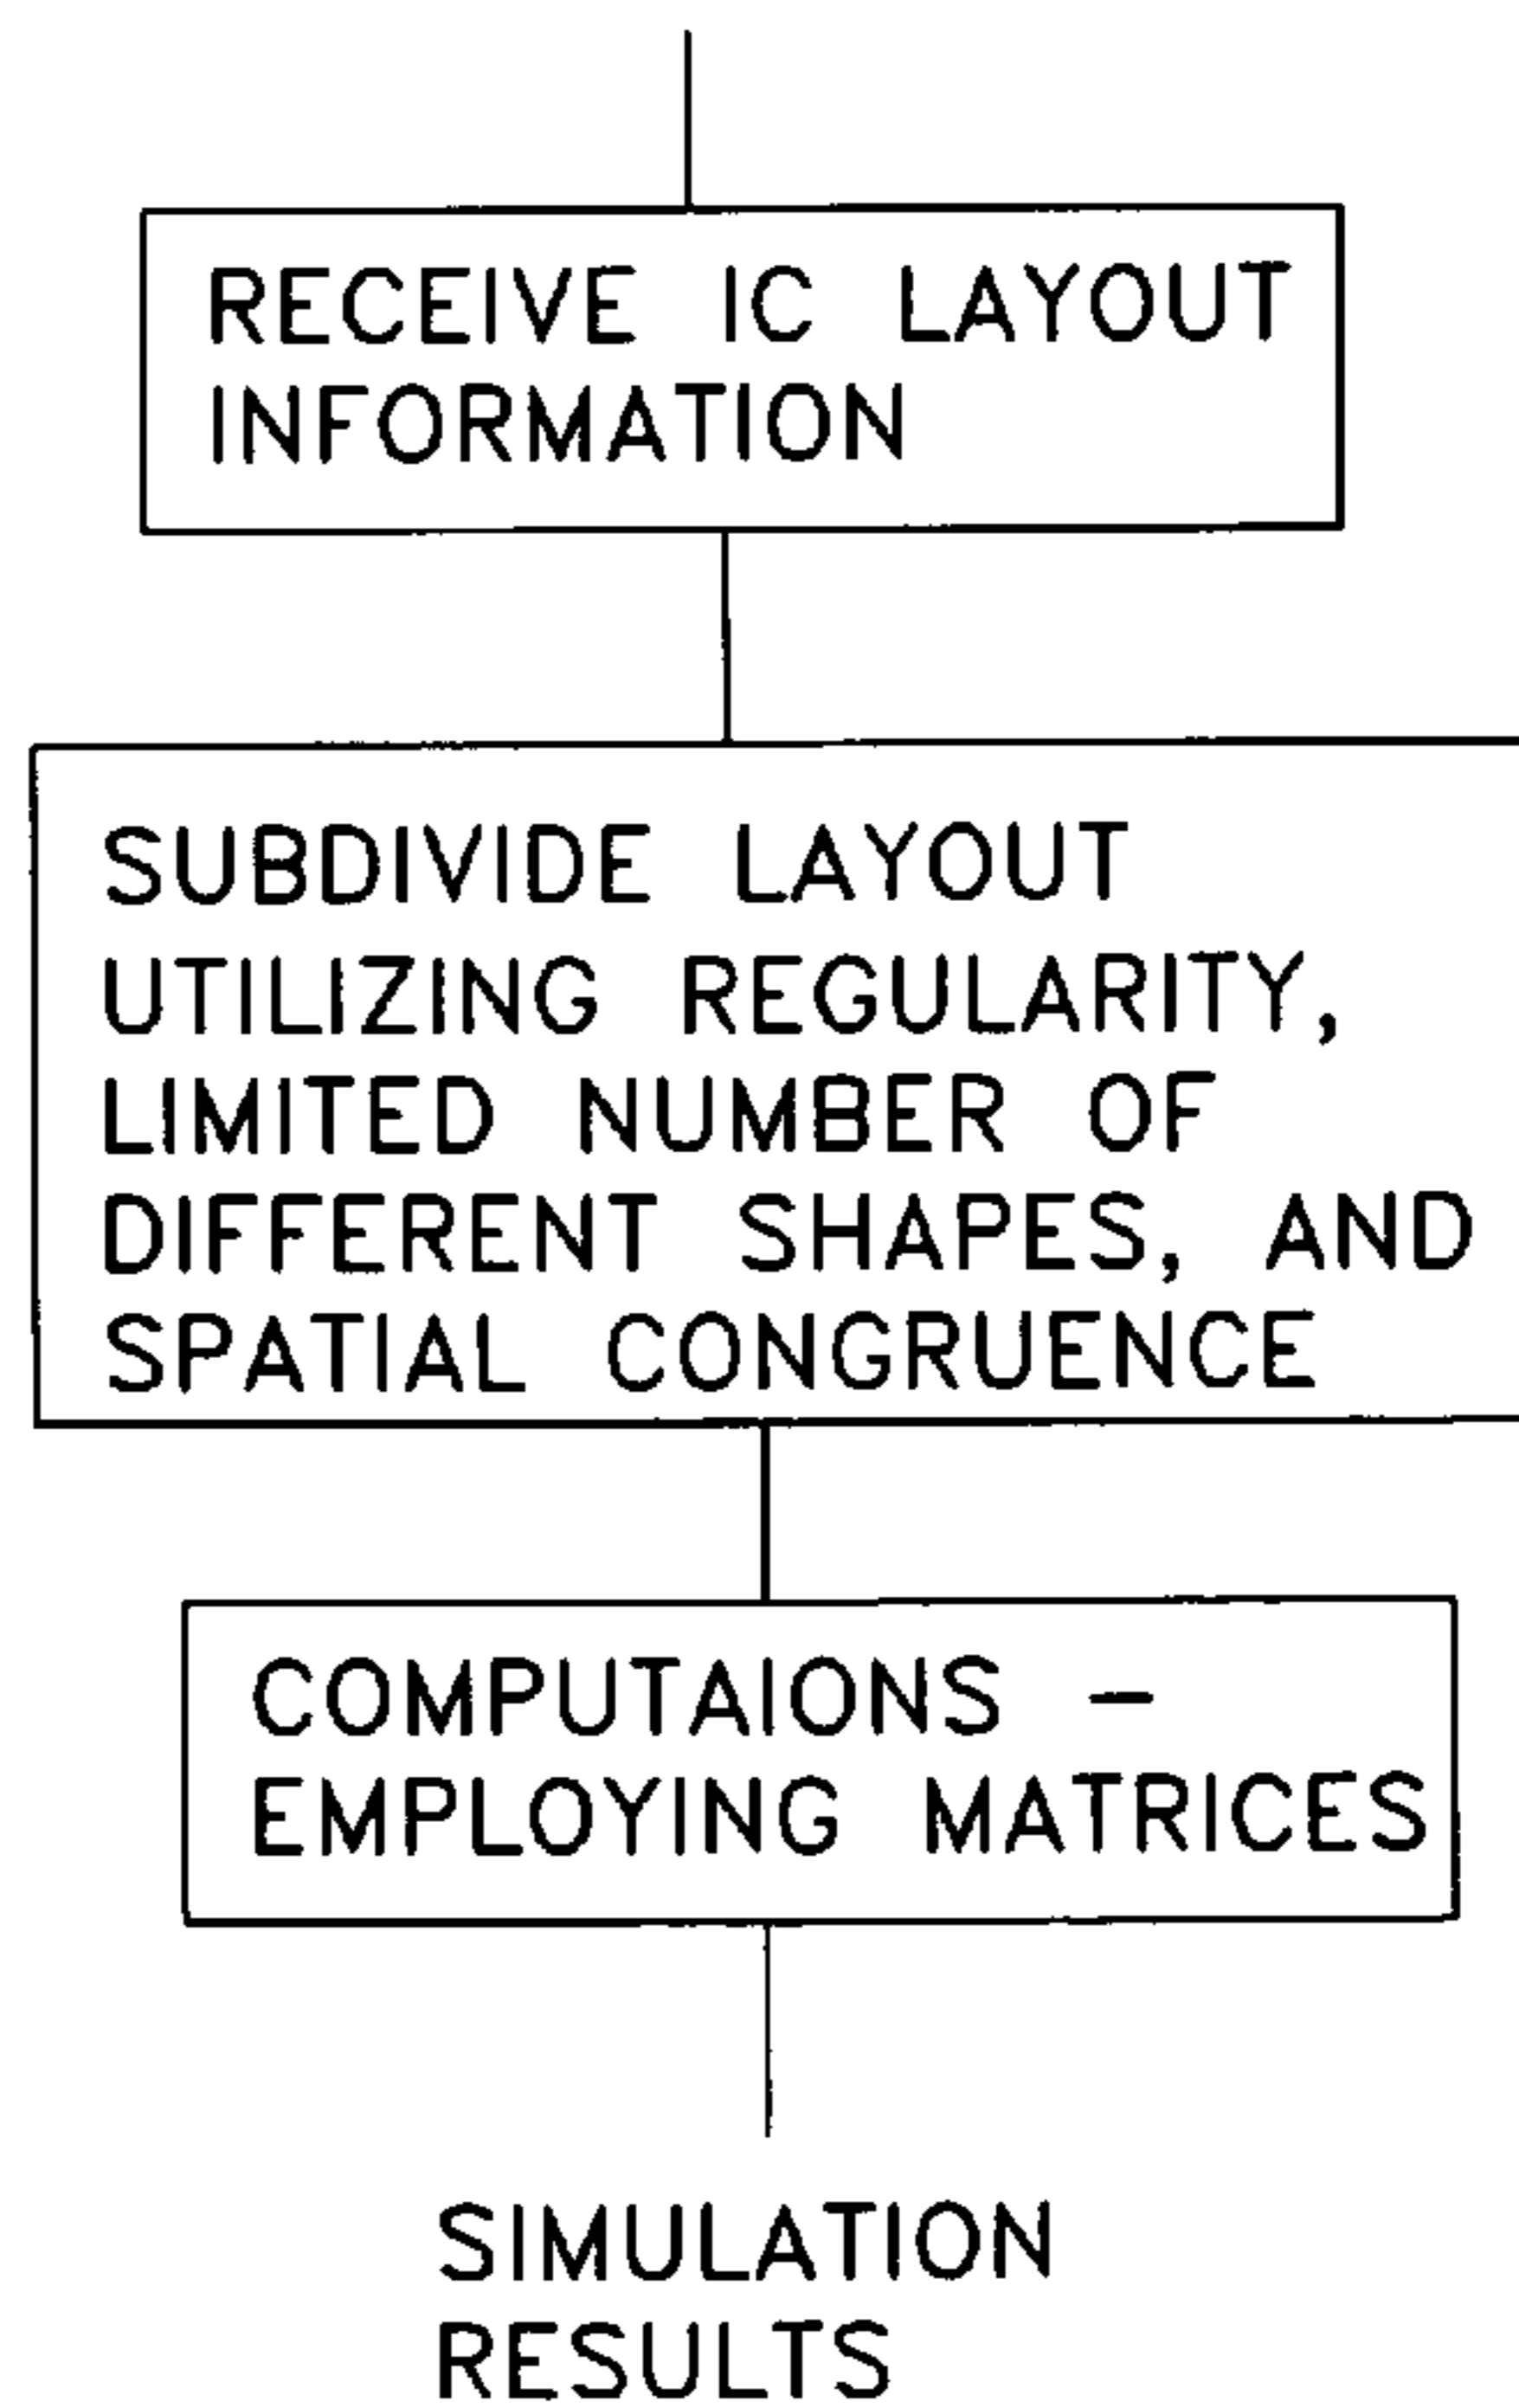 RECEIVE IC LAYOUT
INFORMATION
SUBDIVIDE LAYOUT
UTILIZING REGULARITY,
LIMITED NUMBER OF
DIFFERENT SHAPES, AND
SPATIAL CONGRUENCE
COMPUTAIONS -
EMPLOYING MATRICES
SIMULATION
RESULTS